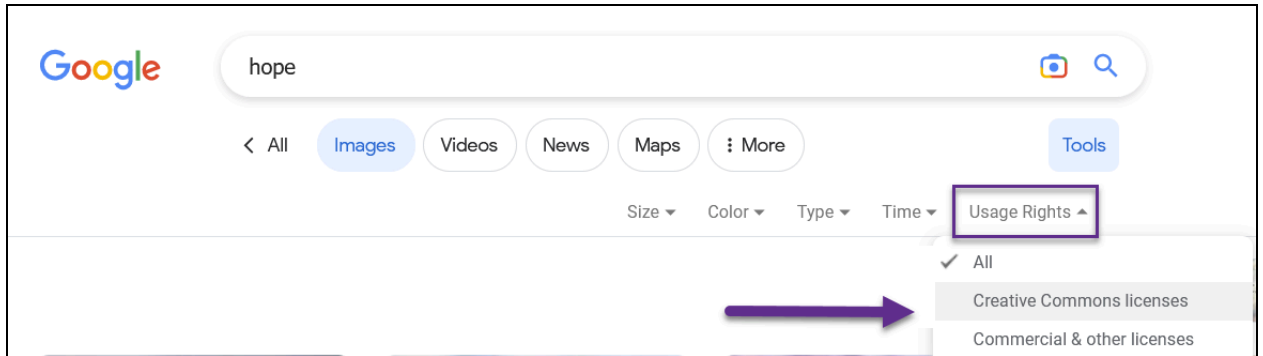 Google hope
All Images Videos News Maps More Tools
Size Color Type Time Usage Rights
All
Creative Commons licenses
Commercial & other licenses